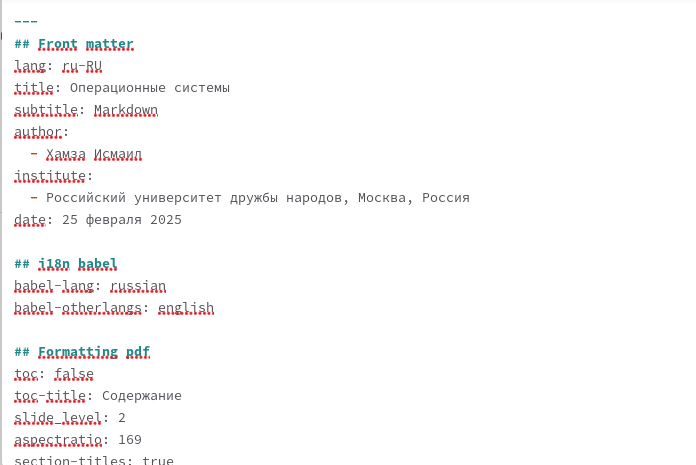 ---
## Front matter
lang: ru-RU
title: Операционные системы
subtitle: Markdown
author:
  - Хамза Исмаил
institute:
  - Российский университет дружбы народов, Москва, Россия
date: 25 февраля 2025
## i18n babel
babel-lang: russian
babel-otherlangs: english
## Formatting pdf
toc: false
toc-title: Содержание
slide_level: 2
aspectratio: 169
section-titles: true